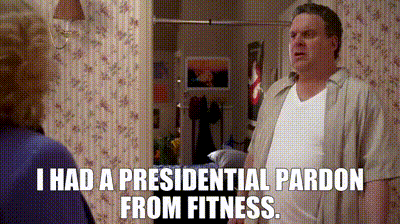 I HAD A PRESIDENTIAL PARDON
FROM FITNESS.